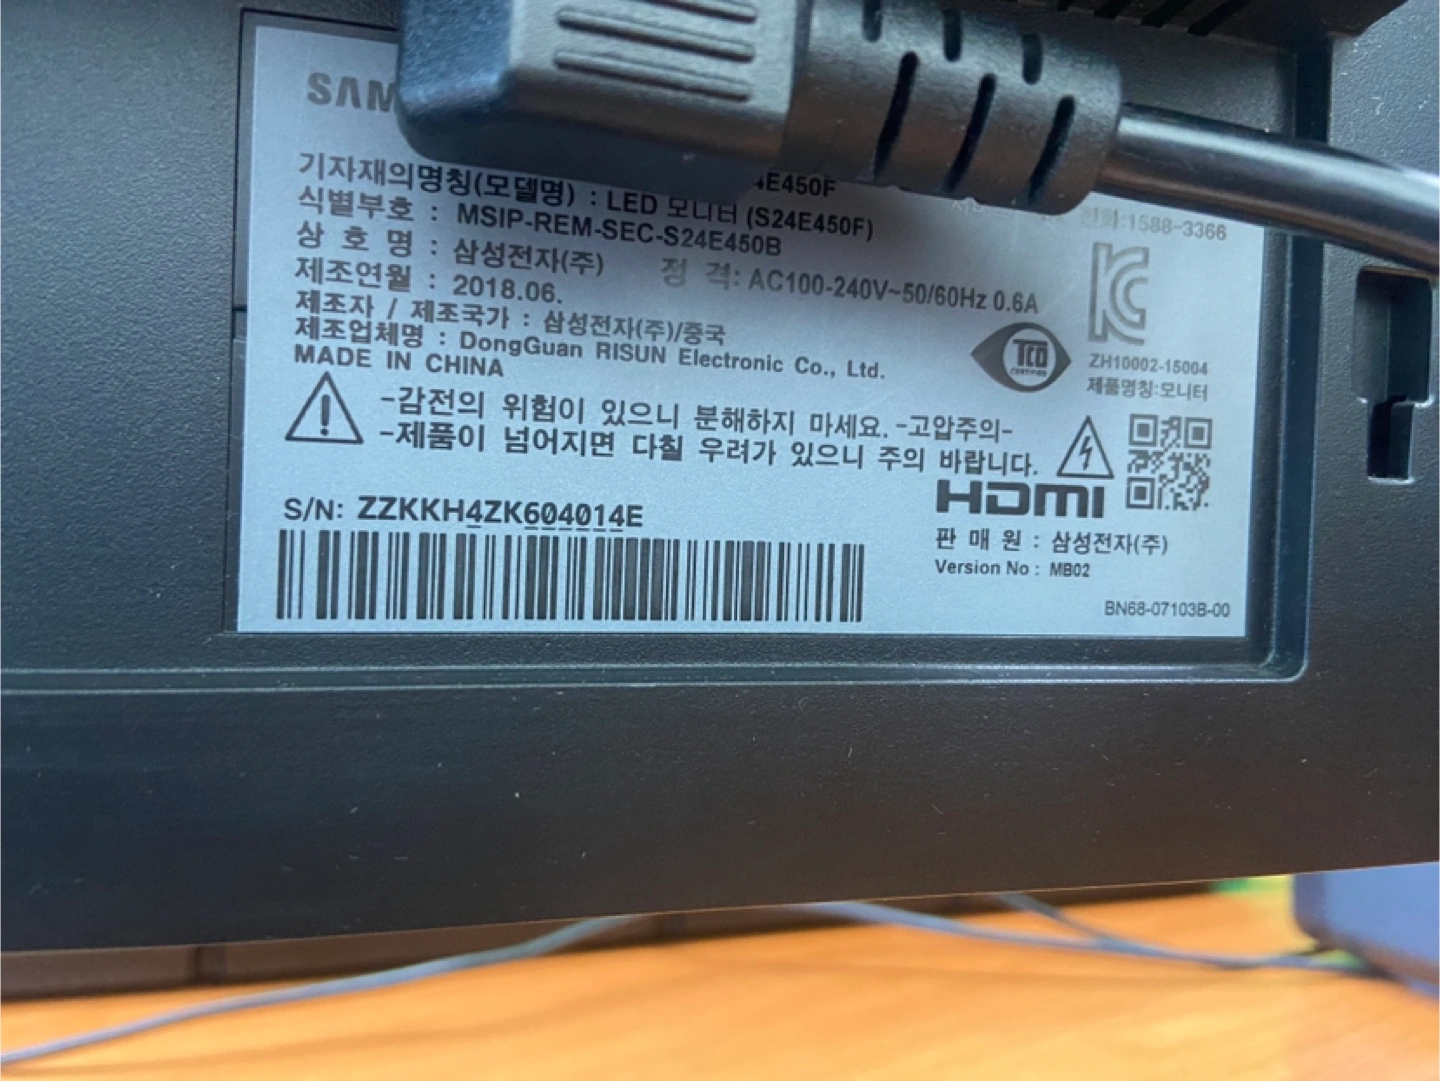 기자재의명칭(모델명) : LED 모니터 (S24E450F)
식별부호 : MSIP-REM-SEC-S24E450B
전화:1588-3366
상 호 명 : 삼성전자(주) 정 격: AC100-240V~50/60Hz 0.6A
제조연월 : 2018.06.
제조자 / 제조국가 : 삼성전자(주)/중국
제조업체명 : DongGuan RISUN Electronic Co., Ltd.
MADE IN CHINA
TCO
CERTIFIED
KC
ZH10002-15004
제품명칭:모니터
-감전의 위험이 있으니 분해하지 마세요. -고압주의-
-제품이 넘어지면 다칠 우려가 있으니 주의 바랍니다.
HDMI
S/N: ZZKKH4ZK604014E
판 매 원 : 삼성전자(주)
Version No : MB02
BN68-07103B-00